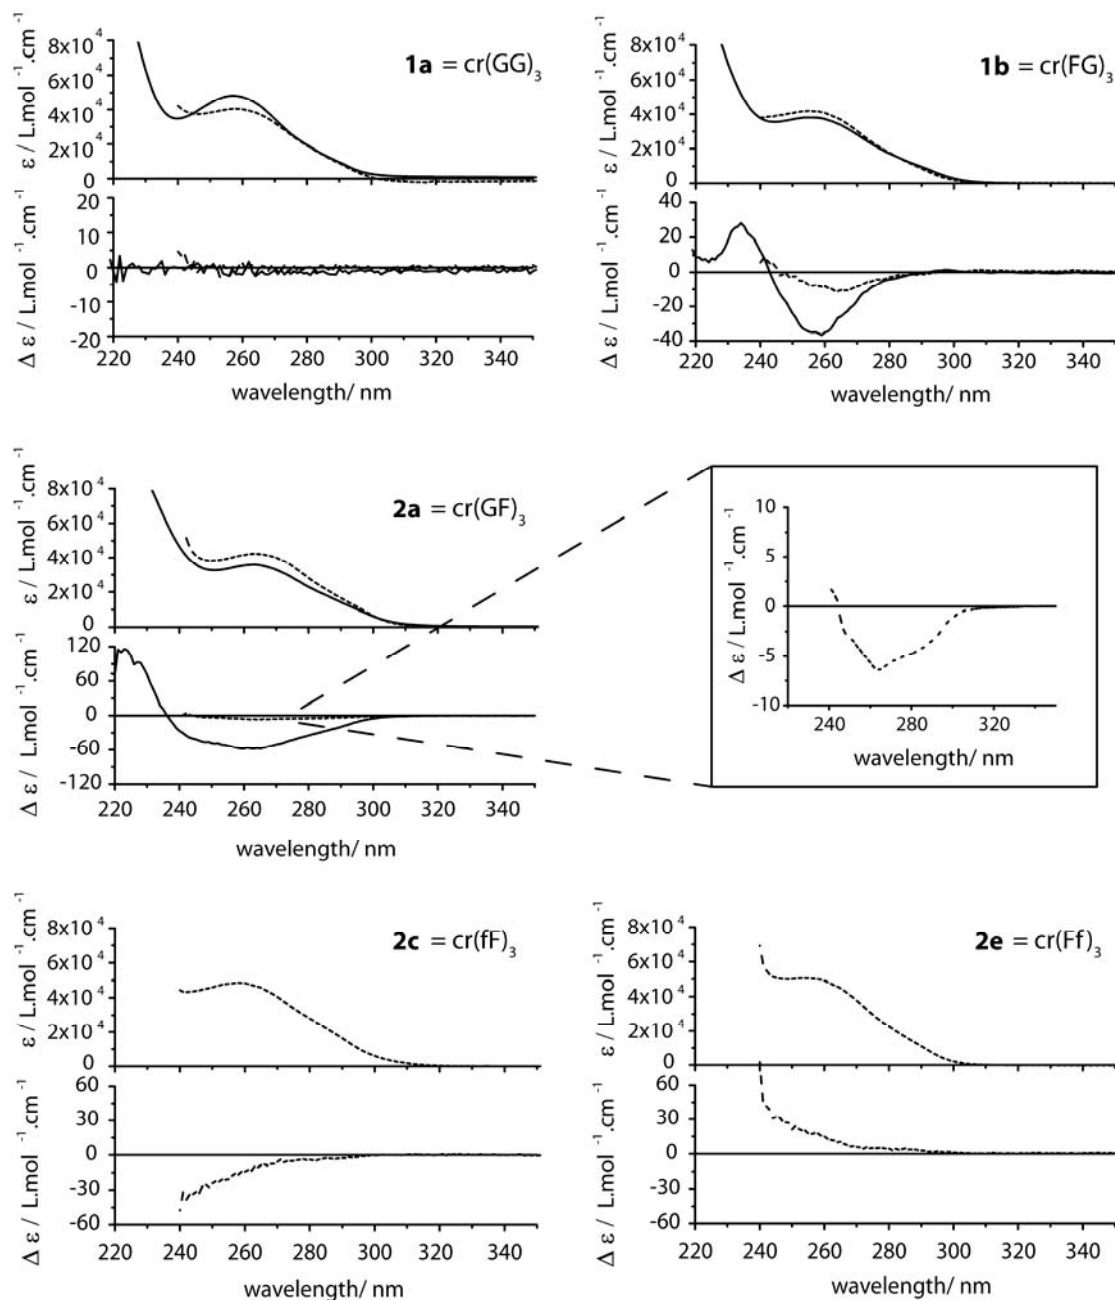 1a = cr(GG)₃
ε / L.mol⁻¹.cm⁻¹
8x10⁴
6x10⁴
4x10⁴
2x10⁴
0
Δ ε / L.mol⁻¹.cm⁻¹
20
10
0
-10
-20
220 240 260 280 300 320 340
wavelength/ nm
1b = cr(FG)₃
ε / L.mol⁻¹.cm⁻¹
8x10⁴
6x10⁴
4x10⁴
2x10⁴
0
Δ ε / L.mol⁻¹.cm⁻¹
40
20
0
-20
-40
220 240 260 280 300 320 340
wavelength/ nm
2a = cr(GF)₃
ε / L.mol⁻¹.cm⁻¹
8x10⁴
6x10⁴
4x10⁴
2x10⁴
0
Δ ε / L.mol⁻¹.cm⁻¹
120
60
0
-60
-120
220 240 260 280 300 320 340
wavelength/ nm
Δ ε / L.mol⁻¹.cm⁻¹
10
5
0
-5
-10
240 280 320
wavelength/ nm
2c = cr(fF)₃
ε / L.mol⁻¹.cm⁻¹
8x10⁴
6x10⁴
4x10⁴
2x10⁴
0
Δ ε / L.mol⁻¹.cm⁻¹
60
30
0
-30
-60
220 240 260 280 300 320 340
wavelength/ nm
2e = cr(Ff)₃
ε / L.mol⁻¹.cm⁻¹
8x10⁴
6x10⁴
4x10⁴
2x10⁴
0
Δ ε / L.mol⁻¹.cm⁻¹
60
30
0
-30
-60
220 240 260 280 300 320 340
wavelength/ nm